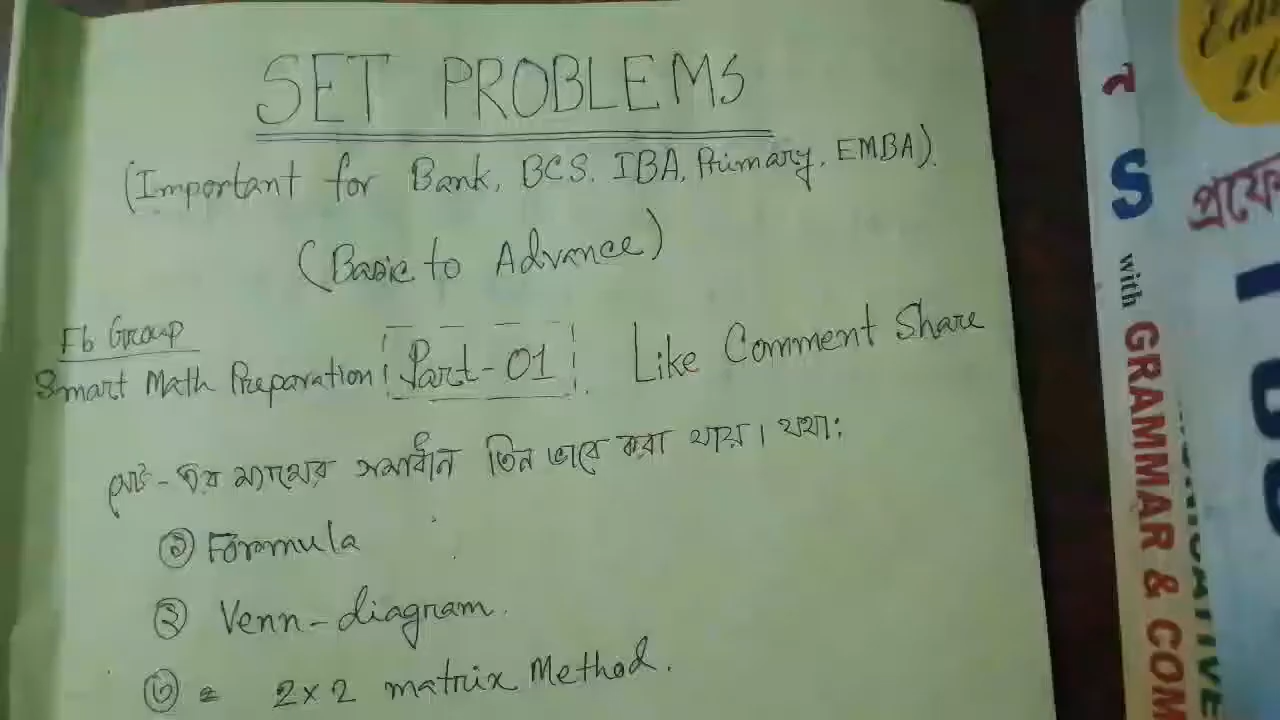 SET PROBLEMS
(Important for Bank, BCS, IBA, Primary, EMBA).
(Basic to Advance)
Fb Group
Smart Math Preparation
Part-01
Like Comment Share
সেট-এর ম্যাথের সমাধান তিন ভাবে করা যায়। যথা:
① Formula
② Venn-diagram.
③ 2×2 matrix Method.
S
with GRAMMAR & COM